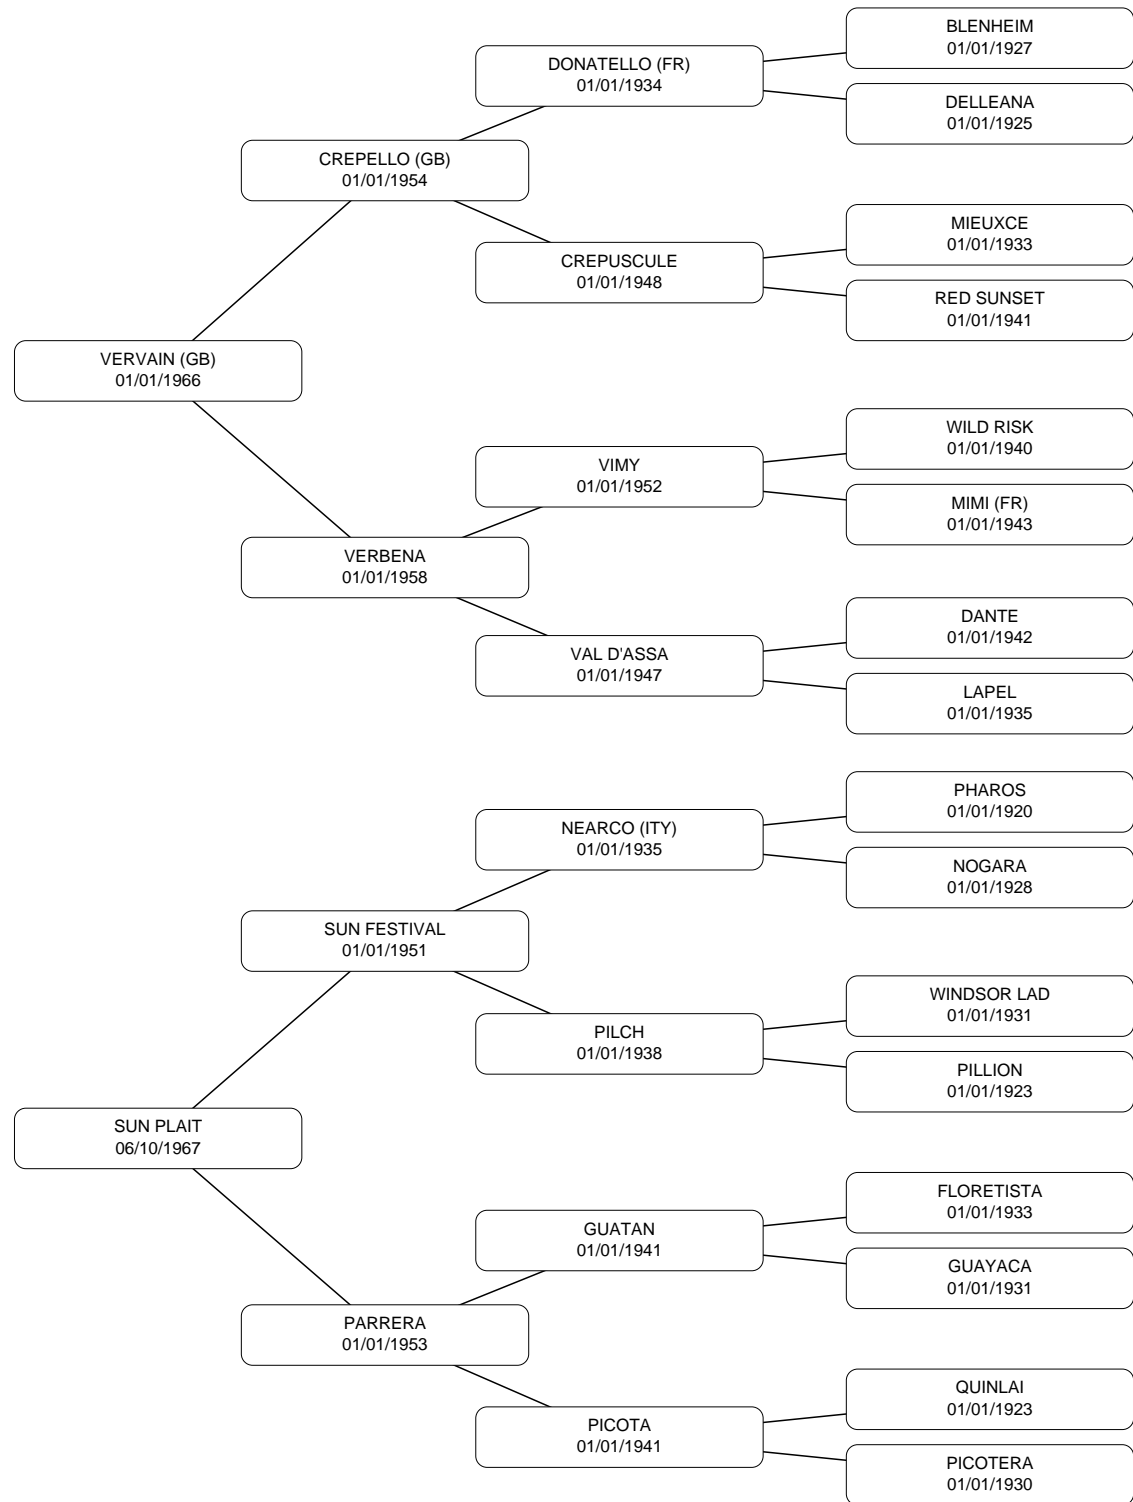 BLENHEIM
01/01/1927
DONATELLO (FR)
01/01/1934
DELLEANA
01/01/1925
CREPELLO (GB)
01/01/1954
MIEUXCE
01/01/1933
CREPUSCULE
01/01/1948
RED SUNSET
01/01/1941
VERVAIN (GB)
01/01/1966
WILD RISK
01/01/1940
VIMY
01/01/1952
MIMI (FR)
01/01/1943
VERBENA
01/01/1958
DANTE
01/01/1942
VAL D'ASSA
01/01/1947
LAPEL
01/01/1935
PHAROS
01/01/1920
NEARCO (ITY)
01/01/1935
NOGARA
01/01/1928
SUN FESTIVAL
01/01/1951
WINDSOR LAD
01/01/1931
PILCH
01/01/1938
PILLION
01/01/1923
SUN PLAIT
06/10/1967
FLORETISTA
01/01/1933
GUATAN
01/01/1941
GUAYACA
01/01/1931
PARRERA
01/01/1953
QUINLAI
01/01/1923
PICOTA
01/01/1941
PICOTERA
01/01/1930